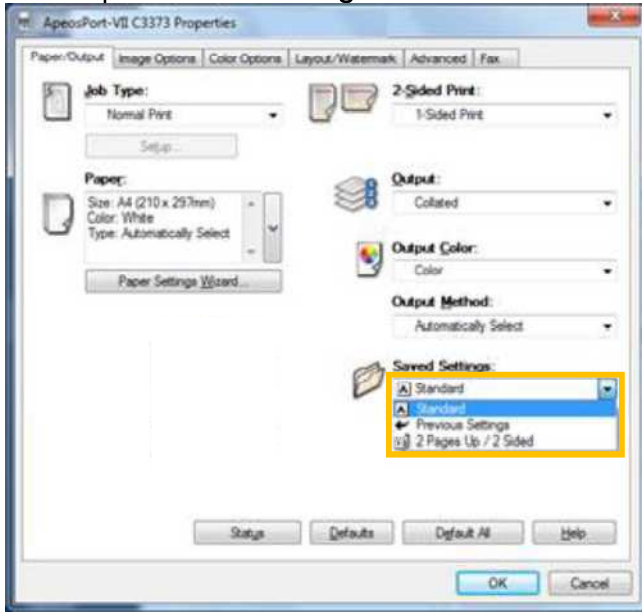 ApeosPort-VII C3373 Properties
Paper/Output
Image Options
Color Options
Layout/Watermark
Advanced
Fax
Job Type:
Normal Print
Setup...
Paper:
Size: A4 (210 x 297mm)
Color: White
Type: Automatically Select
Paper Settings Wizard...
2-Sided Print:
1-Sided Print
Output:
Collated
Output Color:
Color
Output Method:
Automatically Select
Saved Settings:
Standard
Standard
Previous Settings
2 Pages Up / 2 Sided
Status
Defaults
Default All
Help
OK
Cancel